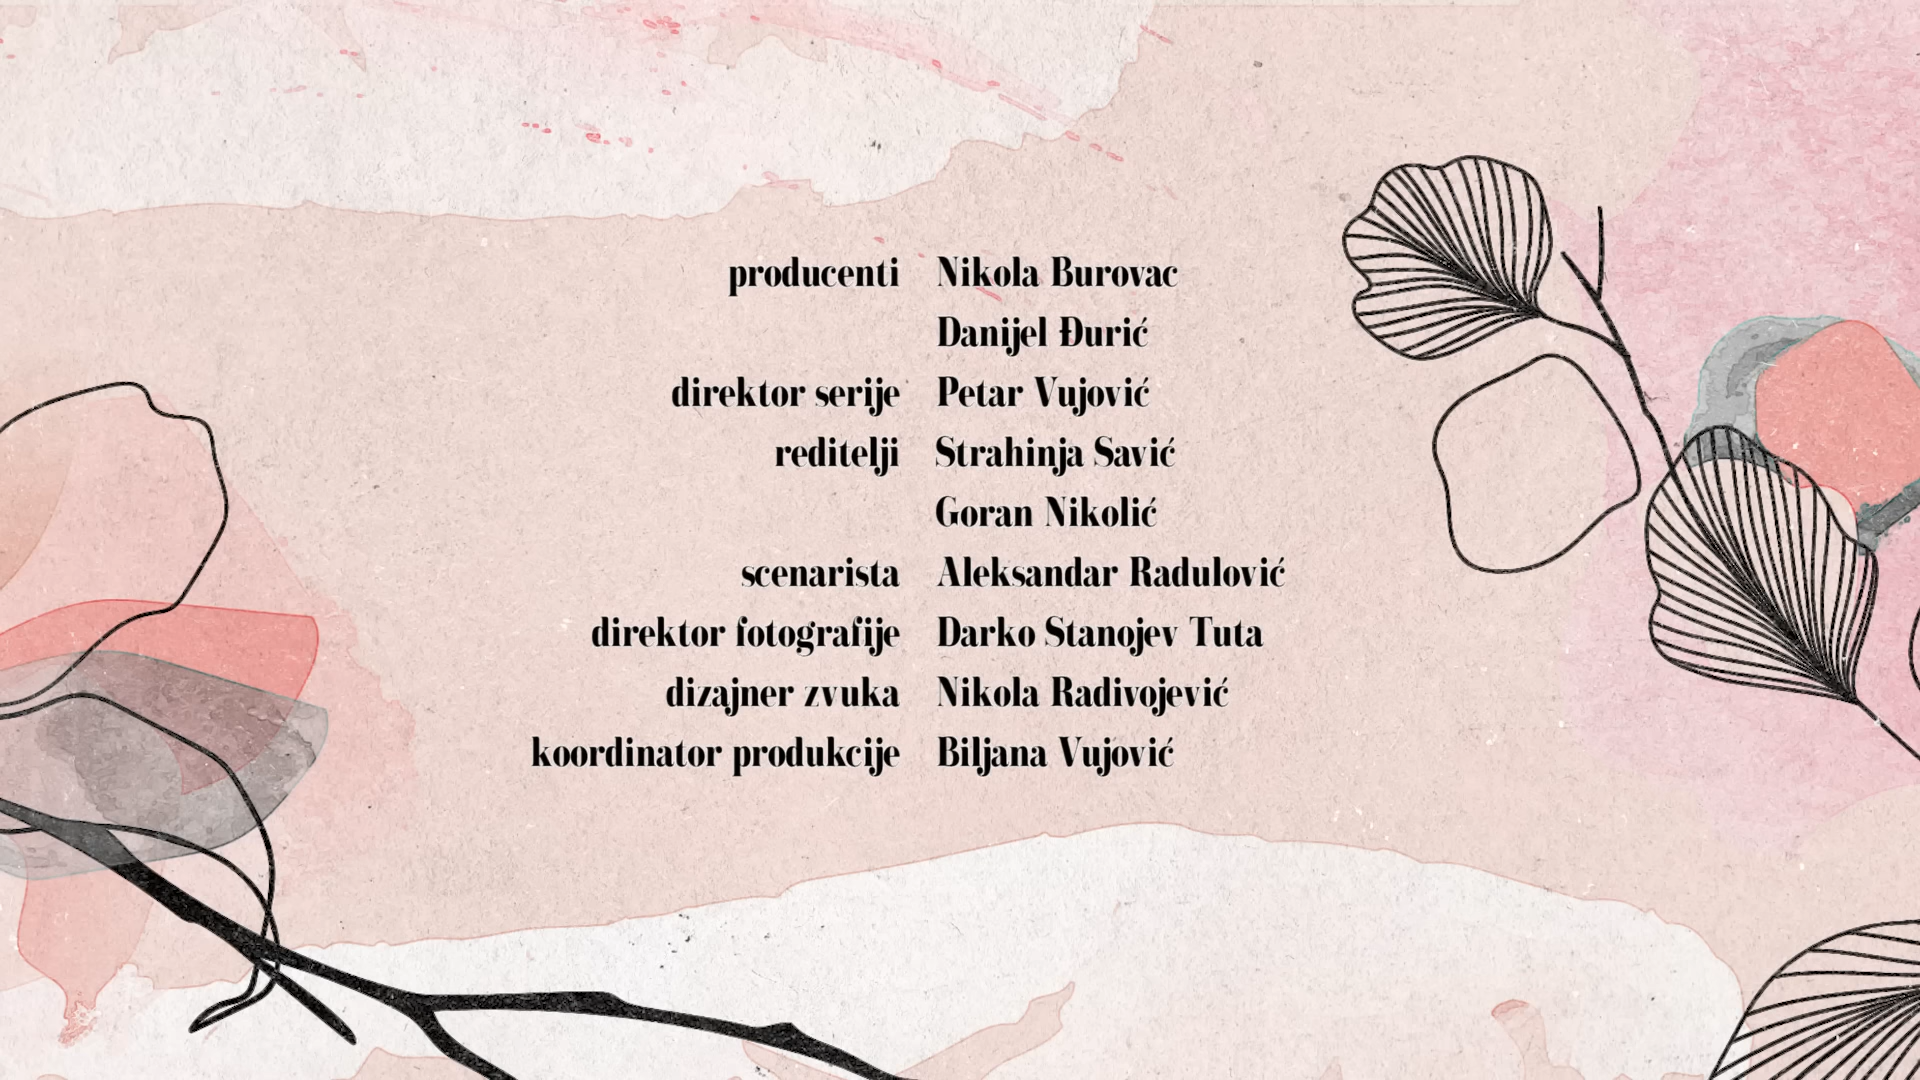 producenti Nikola Burovac
Danijel Đurić
direktor serije Petar Vujović
reditelji Strahinja Savić
Goran Nikolić
scenarista Aleksandar Radulović
direktor fotografije Darko Stanojev Tuta
dizajner zvuka Nikola Radivojević
koordinator produkcije Biljana Vujović